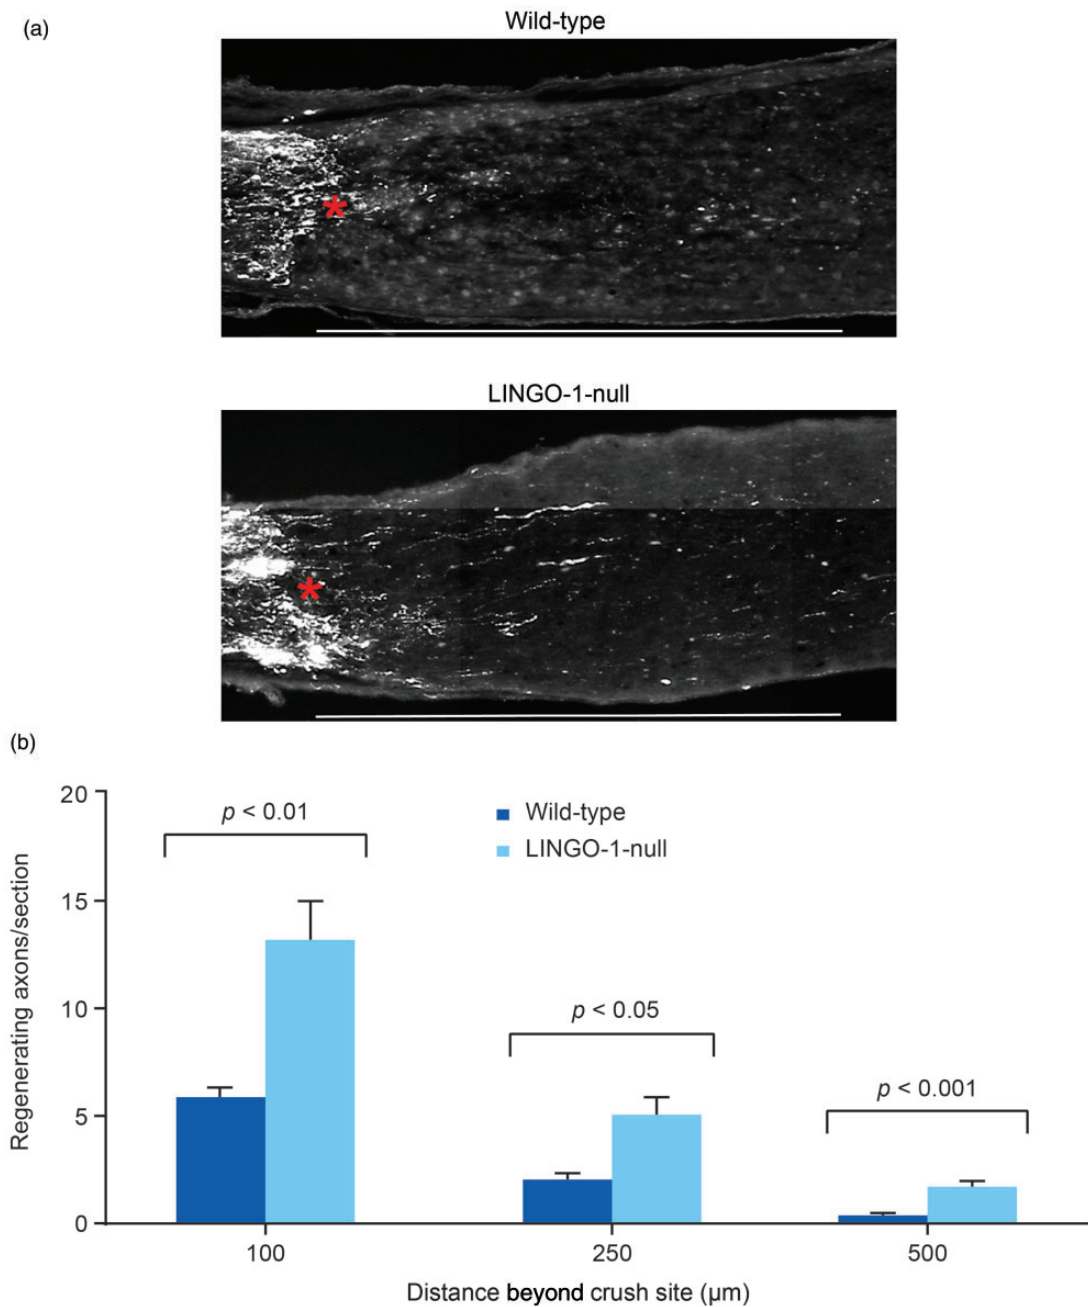 (a)
Wild-type
*
LINGO-1-null
*
(b)
20
15
10
5
0
Regenerating axons/section
p < 0.01
p < 0.05
p < 0.001
Wild-type
LINGO-1-null
100 250 500
Distance beyond crush site (µm)